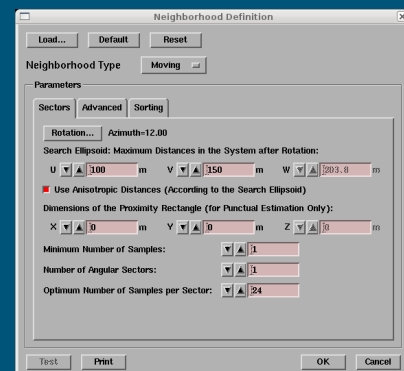 Neighborhood Definition
Load... Default Reset
Neighborhood Type Moving
Parameters
Sectors Advanced Sorting
Rotation... Azimuth=12.00
Search Ellipsoid: Maximum Distances in the System after Rotation:
U 100 m V 150 m W 203.8 m
Use Anisotropic Distances (According to the Search Ellipsoid)
Dimensions of the Proximity Rectangle (for Punctual Estimation Only):
X 0 m Y 0 m Z 0 m
Minimum Number of Samples: 1
Number of Angular Sectors: 1
Optimum Number of Samples per Sector: 24
Test Print OK Cancel